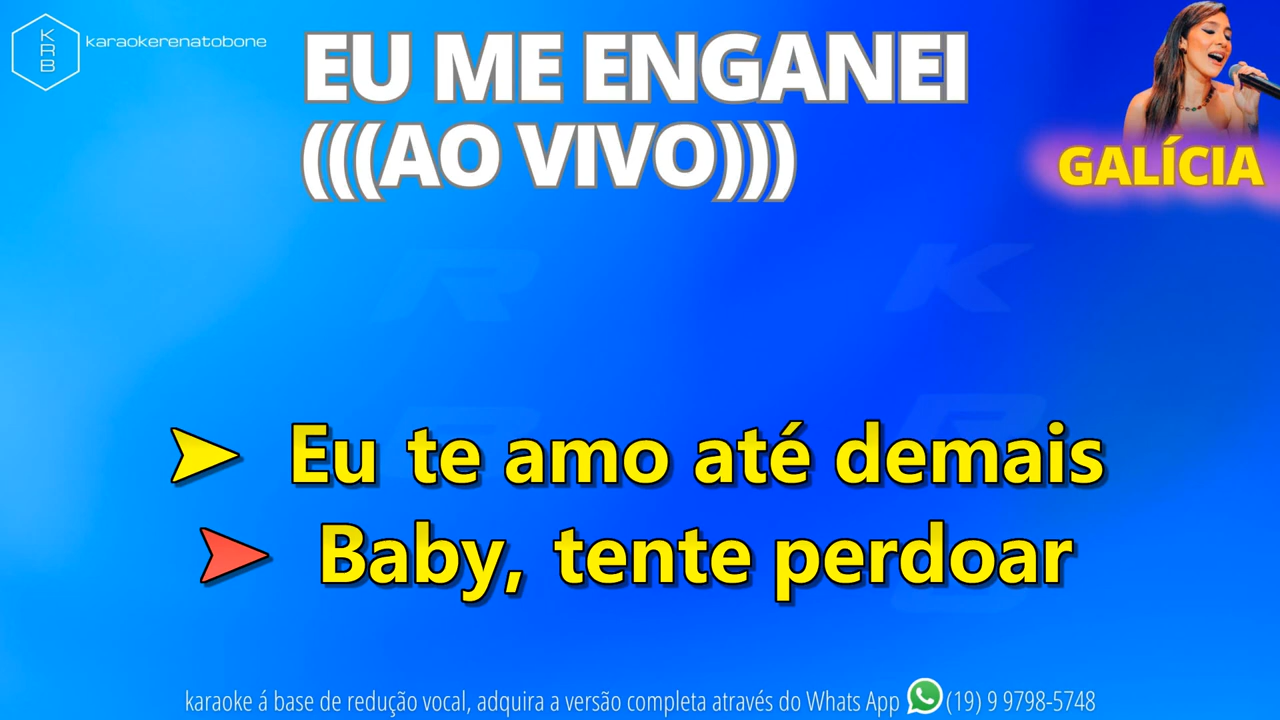 KRB
karaokerenatobone
EU ME ENGANEI
(((AO VIVO)))
GALÍCIA
R K
R B
Eu te amo até demais
Baby, tente perdoar
karaoke á base de redução vocal, adquira a versão completa através do Whats App (19) 9 9798-5748